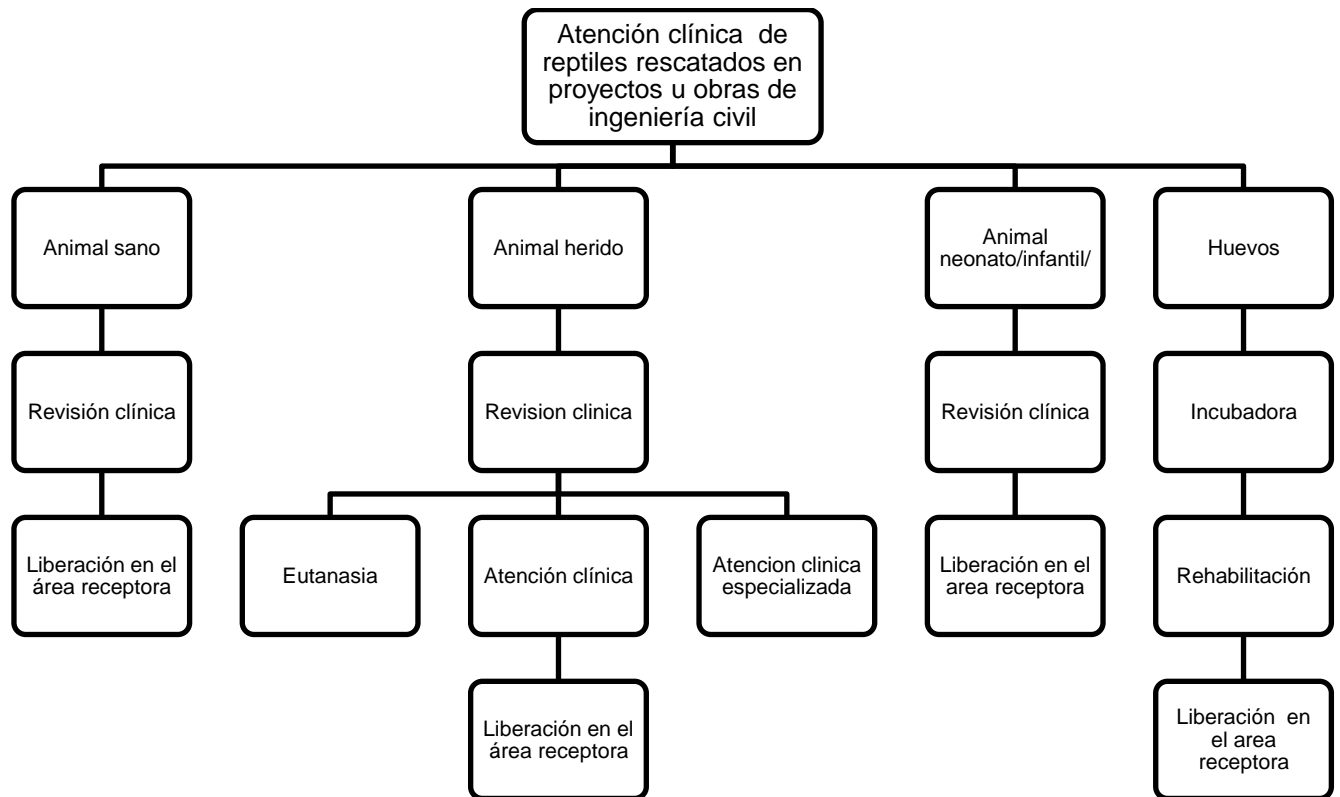 Atención clínica de
reptiles rescatados en
proyectos u obras de
ingeniería civil
Animal sano
Animal herido
Animal
neonato/infantil/
Huevos
Revisión clínica
Revision clinica
Revisión clínica
Incubadora
Liberación en el
área receptora
Eutanasia
Atención clínica
Atencion clinica
especializada
Liberación en el
area receptora
Rehabilitación
Liberación en el
área receptora
Liberación en
el area
receptora